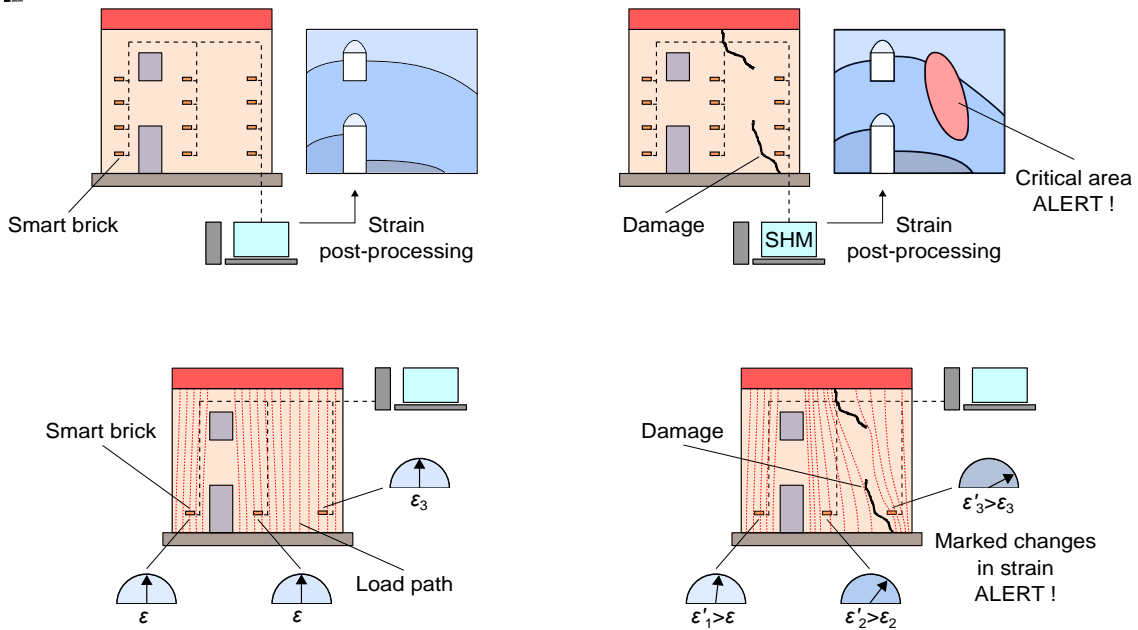 Smart brick
Strain
post-processing
Damage
SHM
Strain
post-processing
Critical area
ALERT !
Smart brick
ε3
Load path
ε
ε
Damage
ε′3>ε3
Marked changes
in strain
ALERT !
ε′1>ε
ε′2>ε2